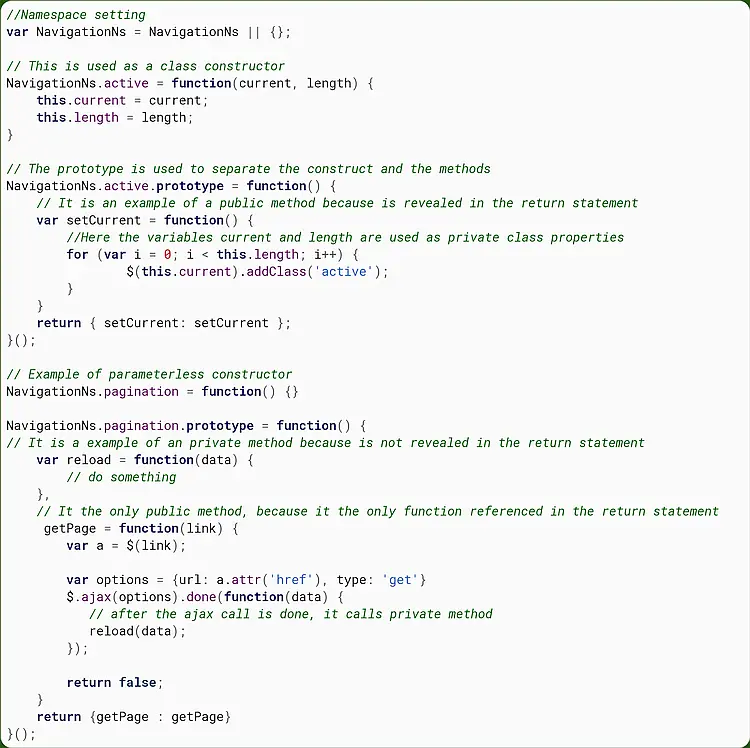 //Namespace setting
var NavigationNs = NavigationNs || {};

// This is used as a class constructor
NavigationNs.active = function(current, length) {
    this.current = current;
    this.length = length;
}

// The prototype is used to separate the construct and the methods
NavigationNs.active.prototype = function() {
    // It is an example of a public method because is revealed in the return statement
    var setCurrent = function() {
        //Here the variables current and length are used as private class properties
        for (var i = 0; i < this.length; i++) {
                $(this.current).addClass('active');
        }
    }
    return { setCurrent: setCurrent };
}();

// Example of parameterless constructor
NavigationNs.pagination = function() {}

NavigationNs.pagination.prototype = function() {
// It is a example of an private method because is not revealed in the return statement
    var reload = function(data) {
        // do something
    },
    // It the only public method, because it the only function referenced in the return statement
     getPage = function(link) {
        var a = $(link);

        var options = {url: a.attr('href'), type: 'get'}
        $.ajax(options).done(function(data) {
           // after the ajax call is done, it calls private method
           reload(data);
        });

        return false;
    }
    return {getPage : getPage}
}();